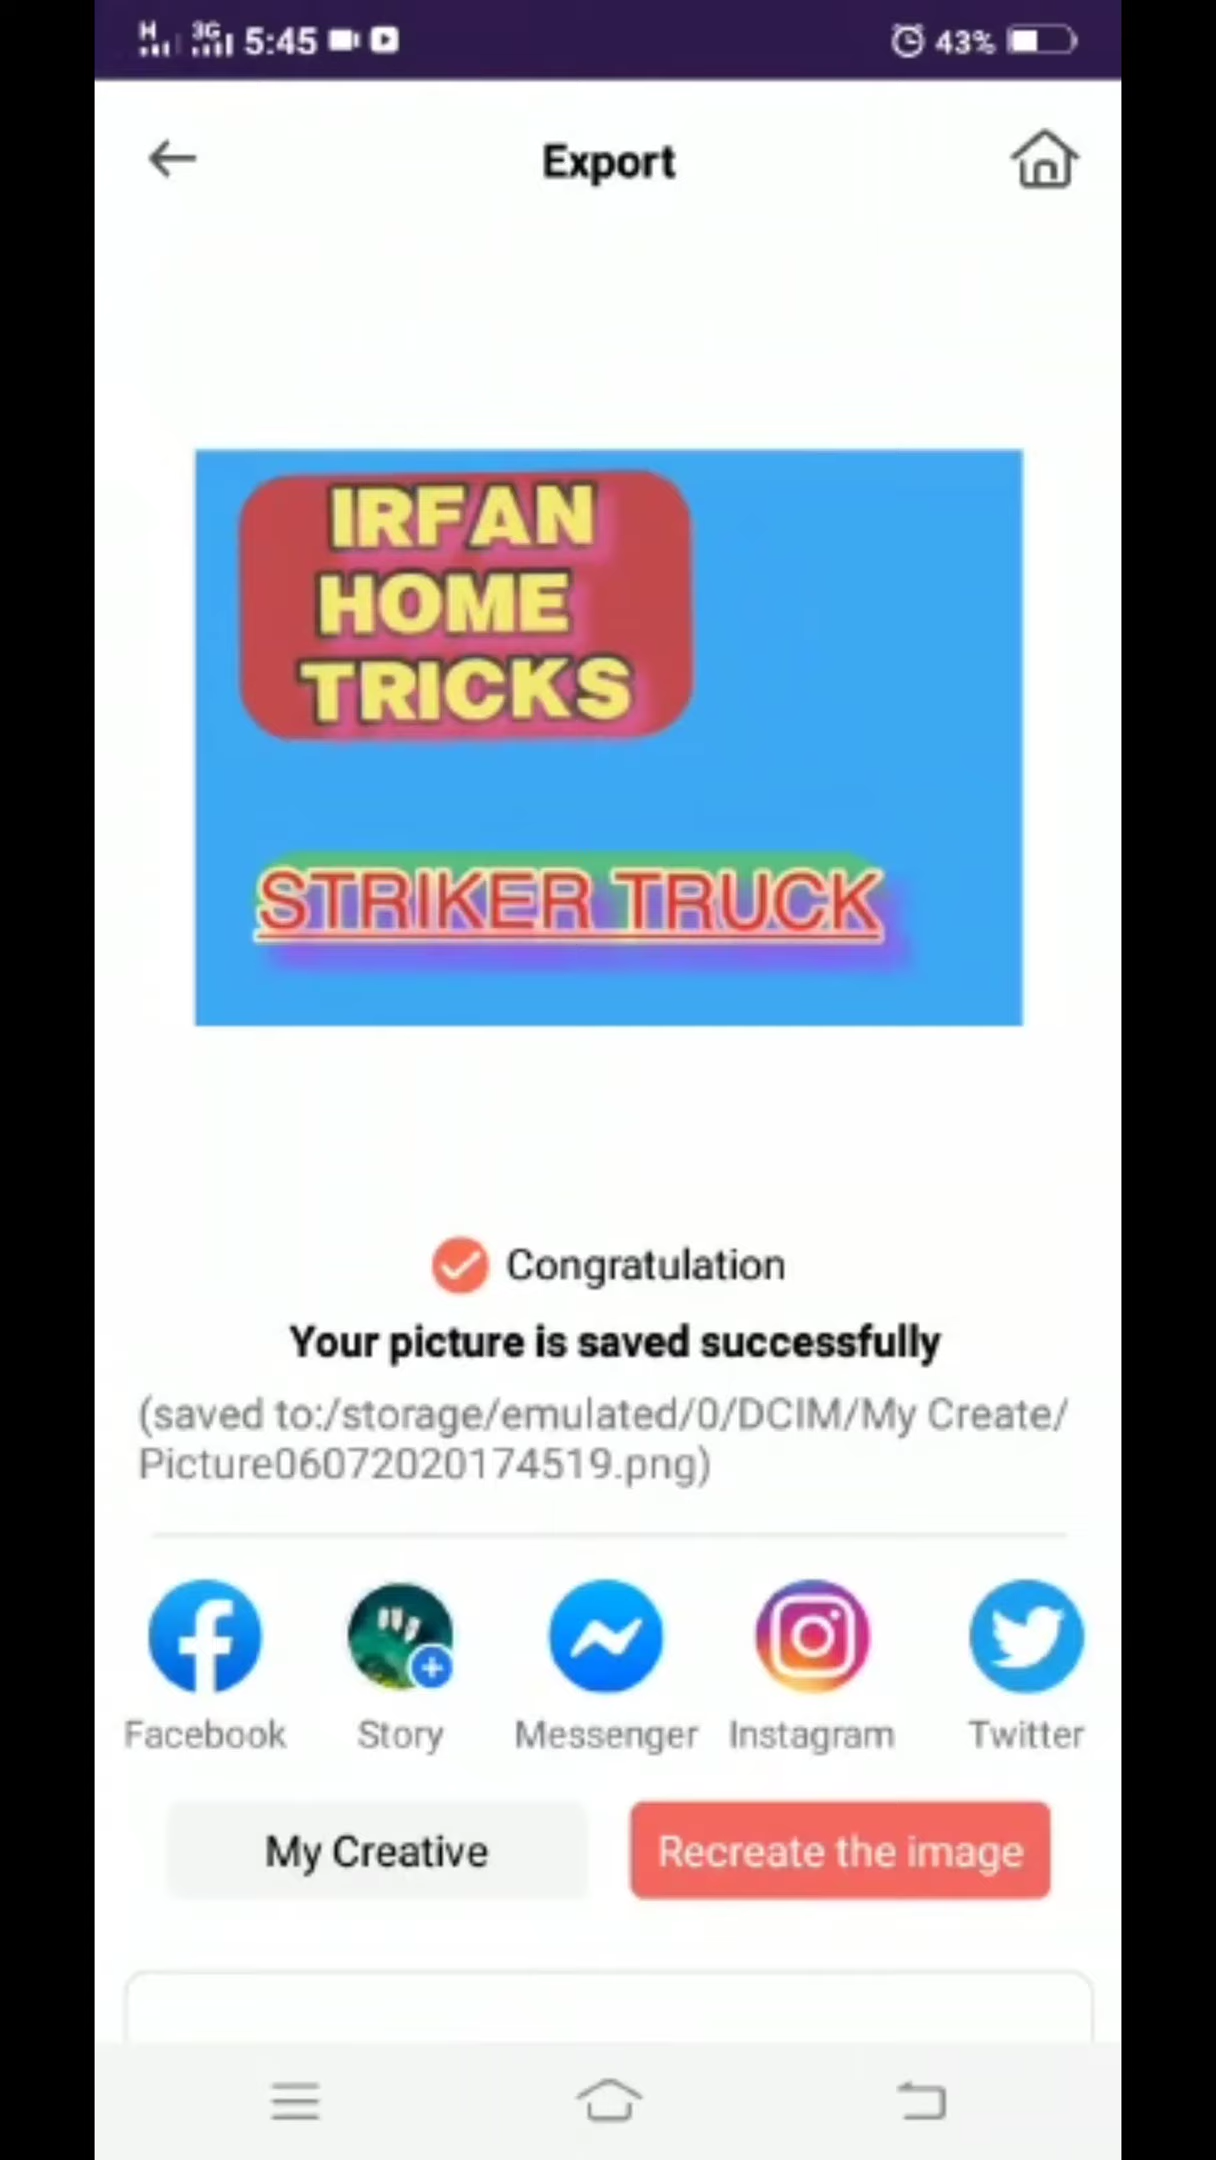 H 3G 5:45 43%
Export
IRFAN
HOME
TRICKS
STRIKER TRUCK
Congratulation
Your picture is saved successfully
(saved to:/storage/emulated/0/DCIM/My Create/
Picture06072020174519.png)
Facebook Story Messenger Instagram Twitter
My Creative Recreate the image